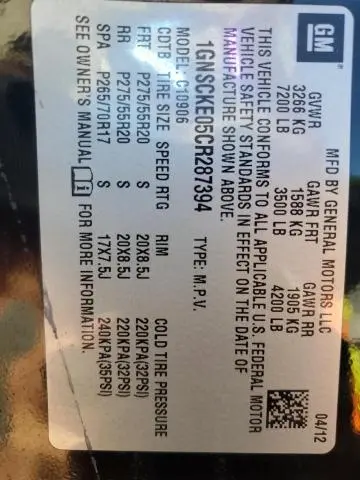 GM
MFD BY GENERAL MOTORS LLC 04/12
GVWR GAWR FRT GAWR RR
3266 KG 1588 KG 1905 KG
7200 LB 3500 LB 4200 LB
THIS VEHICLE CONFORMS TO ALL APPLICABLE U.S. FEDERAL MOTOR
VEHICLE SAFETY STANDARDS IN EFFECT ON THE DATE OF
MANUFACTURE SHOWN ABOVE.
1GNSCKE05CR287394 TYPE: M.P.V.
MODEL: C10906
CDTB TIRE SIZE SPEED RTG RIM COLD TIRE PRESSURE
FRT P275/55R20 S 20X8.5J 220KPA(32PSI)
RR P275/55R20 S 20X8.5J 220KPA(32PSI)
SPA P265/70R17 S 17X7.5J 240KPA(35PSI)
SEE OWNER'S MANUAL i FOR MORE INFORMATION.